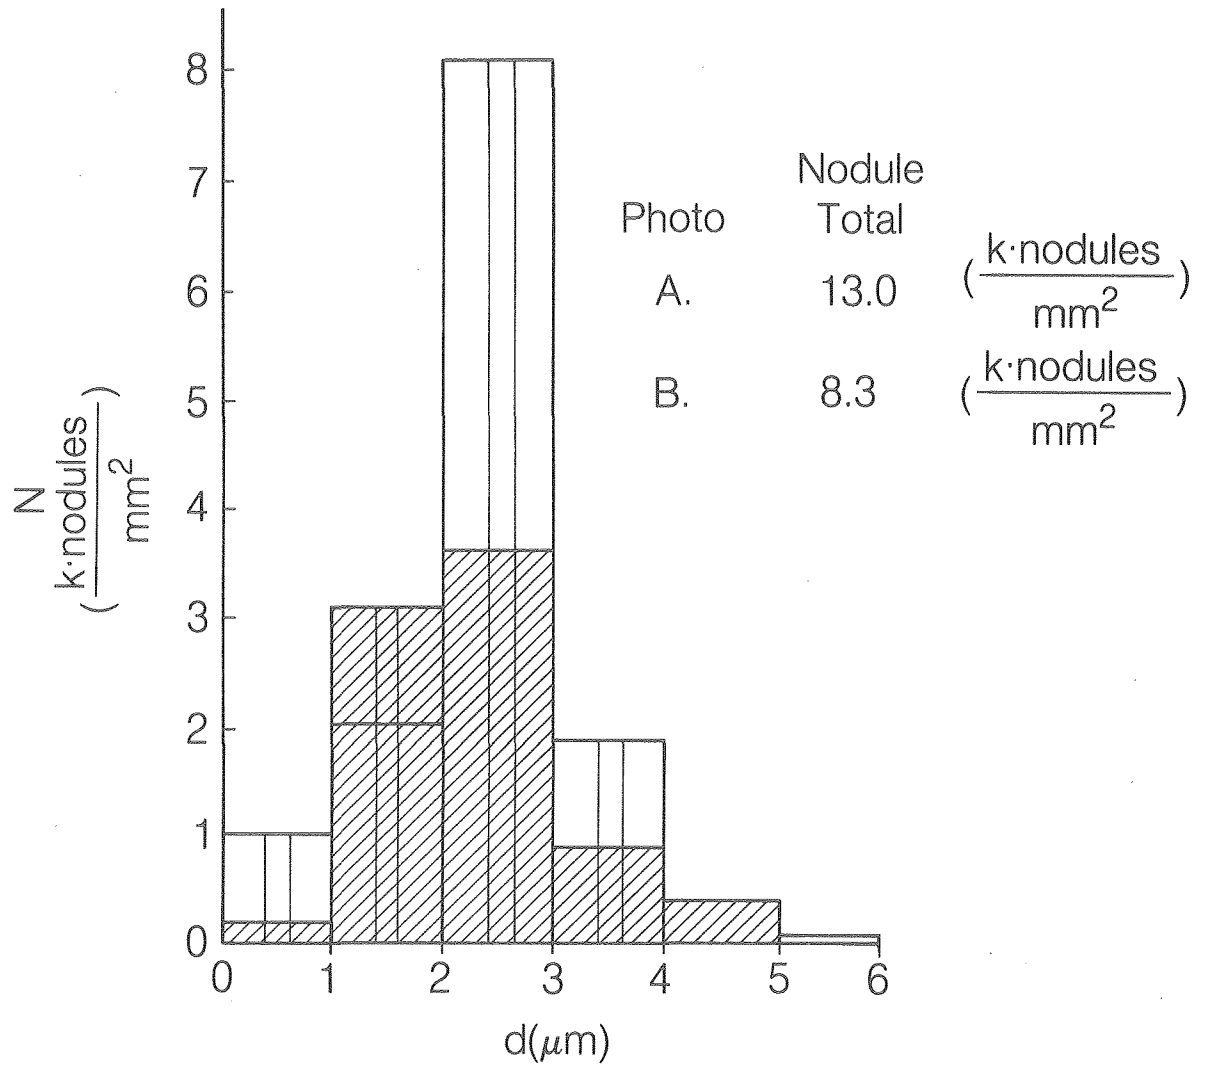 8
7
6
5
4
3
2
1
0
N
(k·nodules/mm²)
0 1 2 3 4 5 6
d(μm)
Photo Nodule Total
A. 13.0 (k·nodules/mm²)
B. 8.3 (k·nodules/mm²)